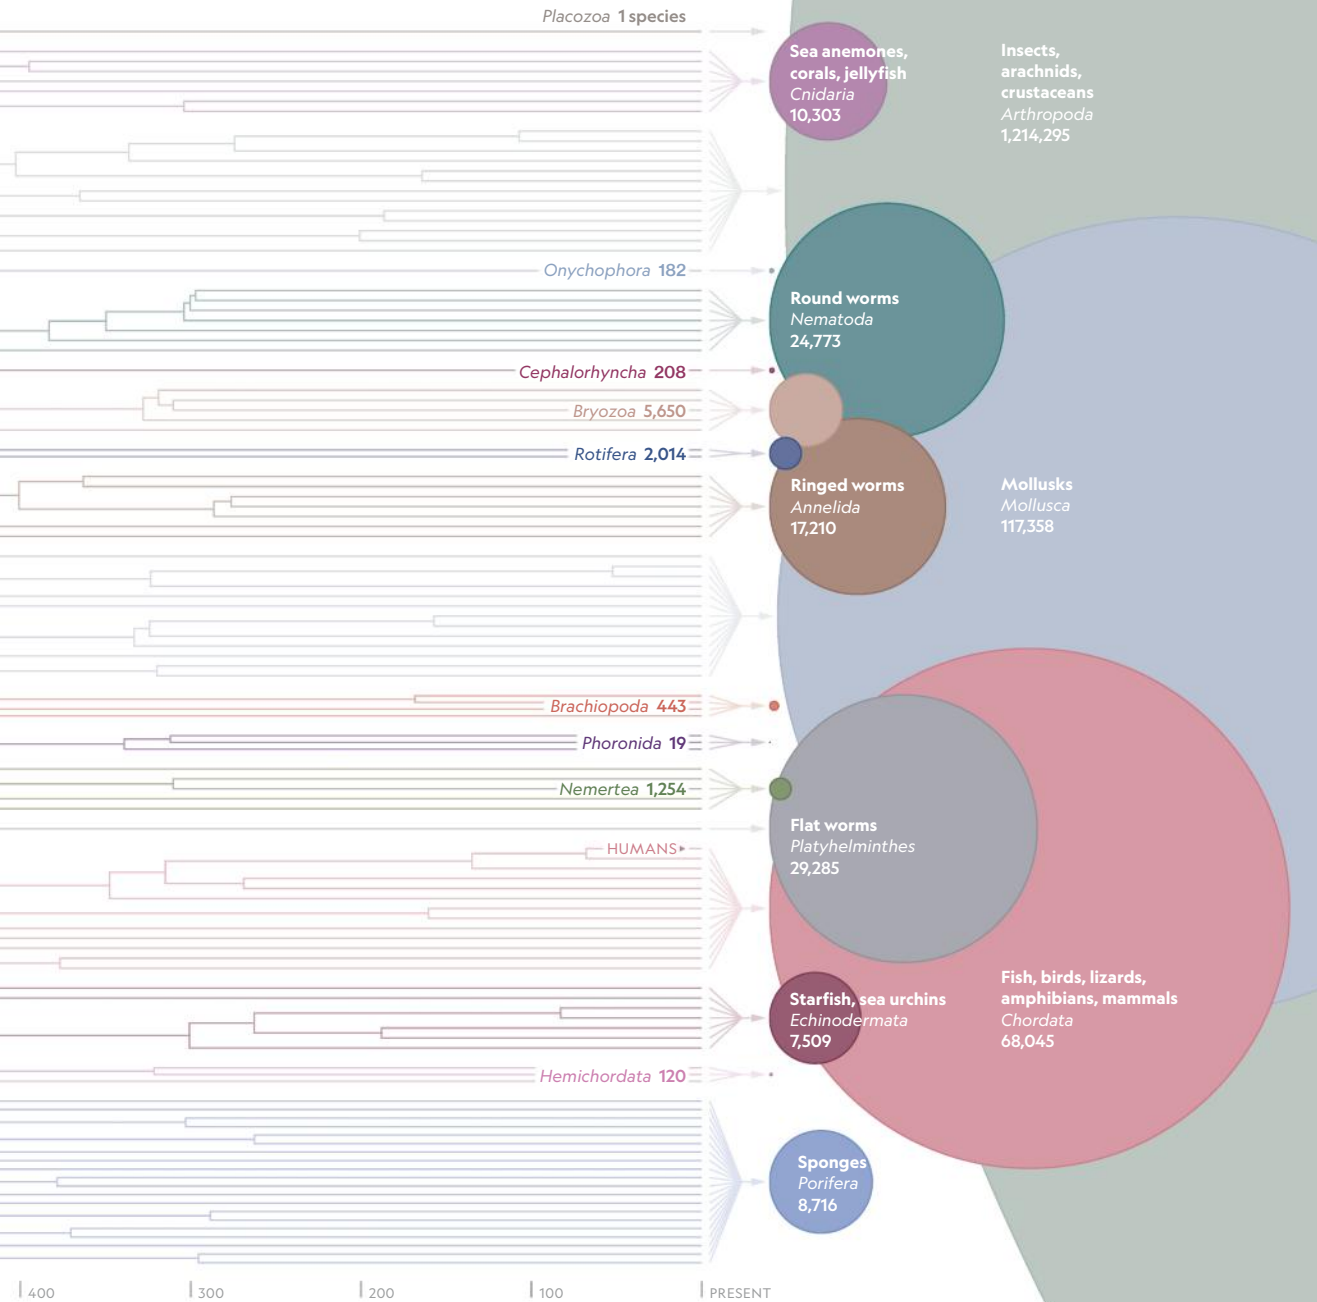 Placozoa 1 species
Sea anemones,
corals, jellyfish
Cnidaria
10,303
Insects,
arachnids,
crustaceans
Arthropoda
1,214,295
Onychophora 182
Round worms
Nematoda
24,773
Cephalorhyncha 208
Bryozoa 5,650
Rotifera 2,014
Ringed worms
Annelida
17,210
Mollusks
Mollusca
117,358
Brachiopoda 443
Phoronida 19
Nemertea 1,254
Flat worms
Platyhelminthes
29,285
HUMANS
Fish, birds, lizards,
amphibians, mammals
Chordata
68,045
Starfish, sea urchins
Echinodermata
7,509
Hemichordata 120
Sponges
Porifera
8,716
400 300 200 100 PRESENT